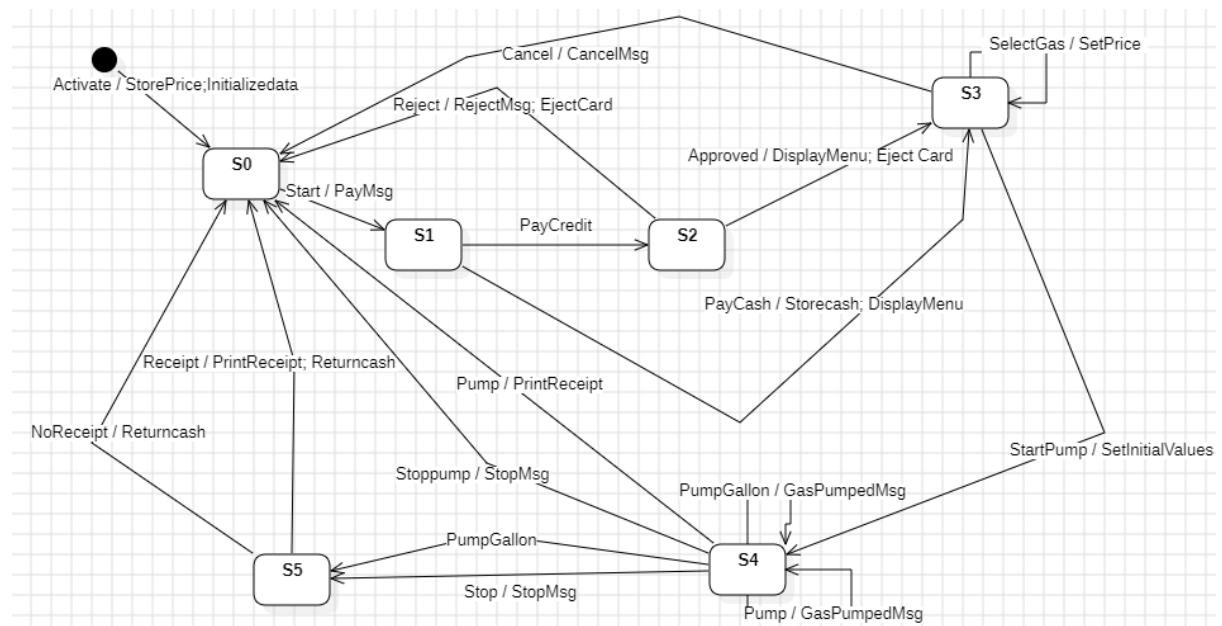 SelectGas / SetPrice
Cancel / CancelMsg
Activate / StorePrice;Initializedata
S3
Reject / RejectMsg; EjectCard
Approved / DisplayMenu; Eject Card
S0
Start / PayMsg
PayCredit
S1
S2
PayCash / Storecash; DisplayMenu
Receipt / PrintReceipt; Returncash
Pump / PrintReceipt
NoReceipt / Returncash
StartPump / SetInitialValues
Stoppump / StopMsg
PumpGallon / GasPumpedMsg
PumpGallon
S4
S5
Stop / StopMsg
Pump / GasPumpedMsg